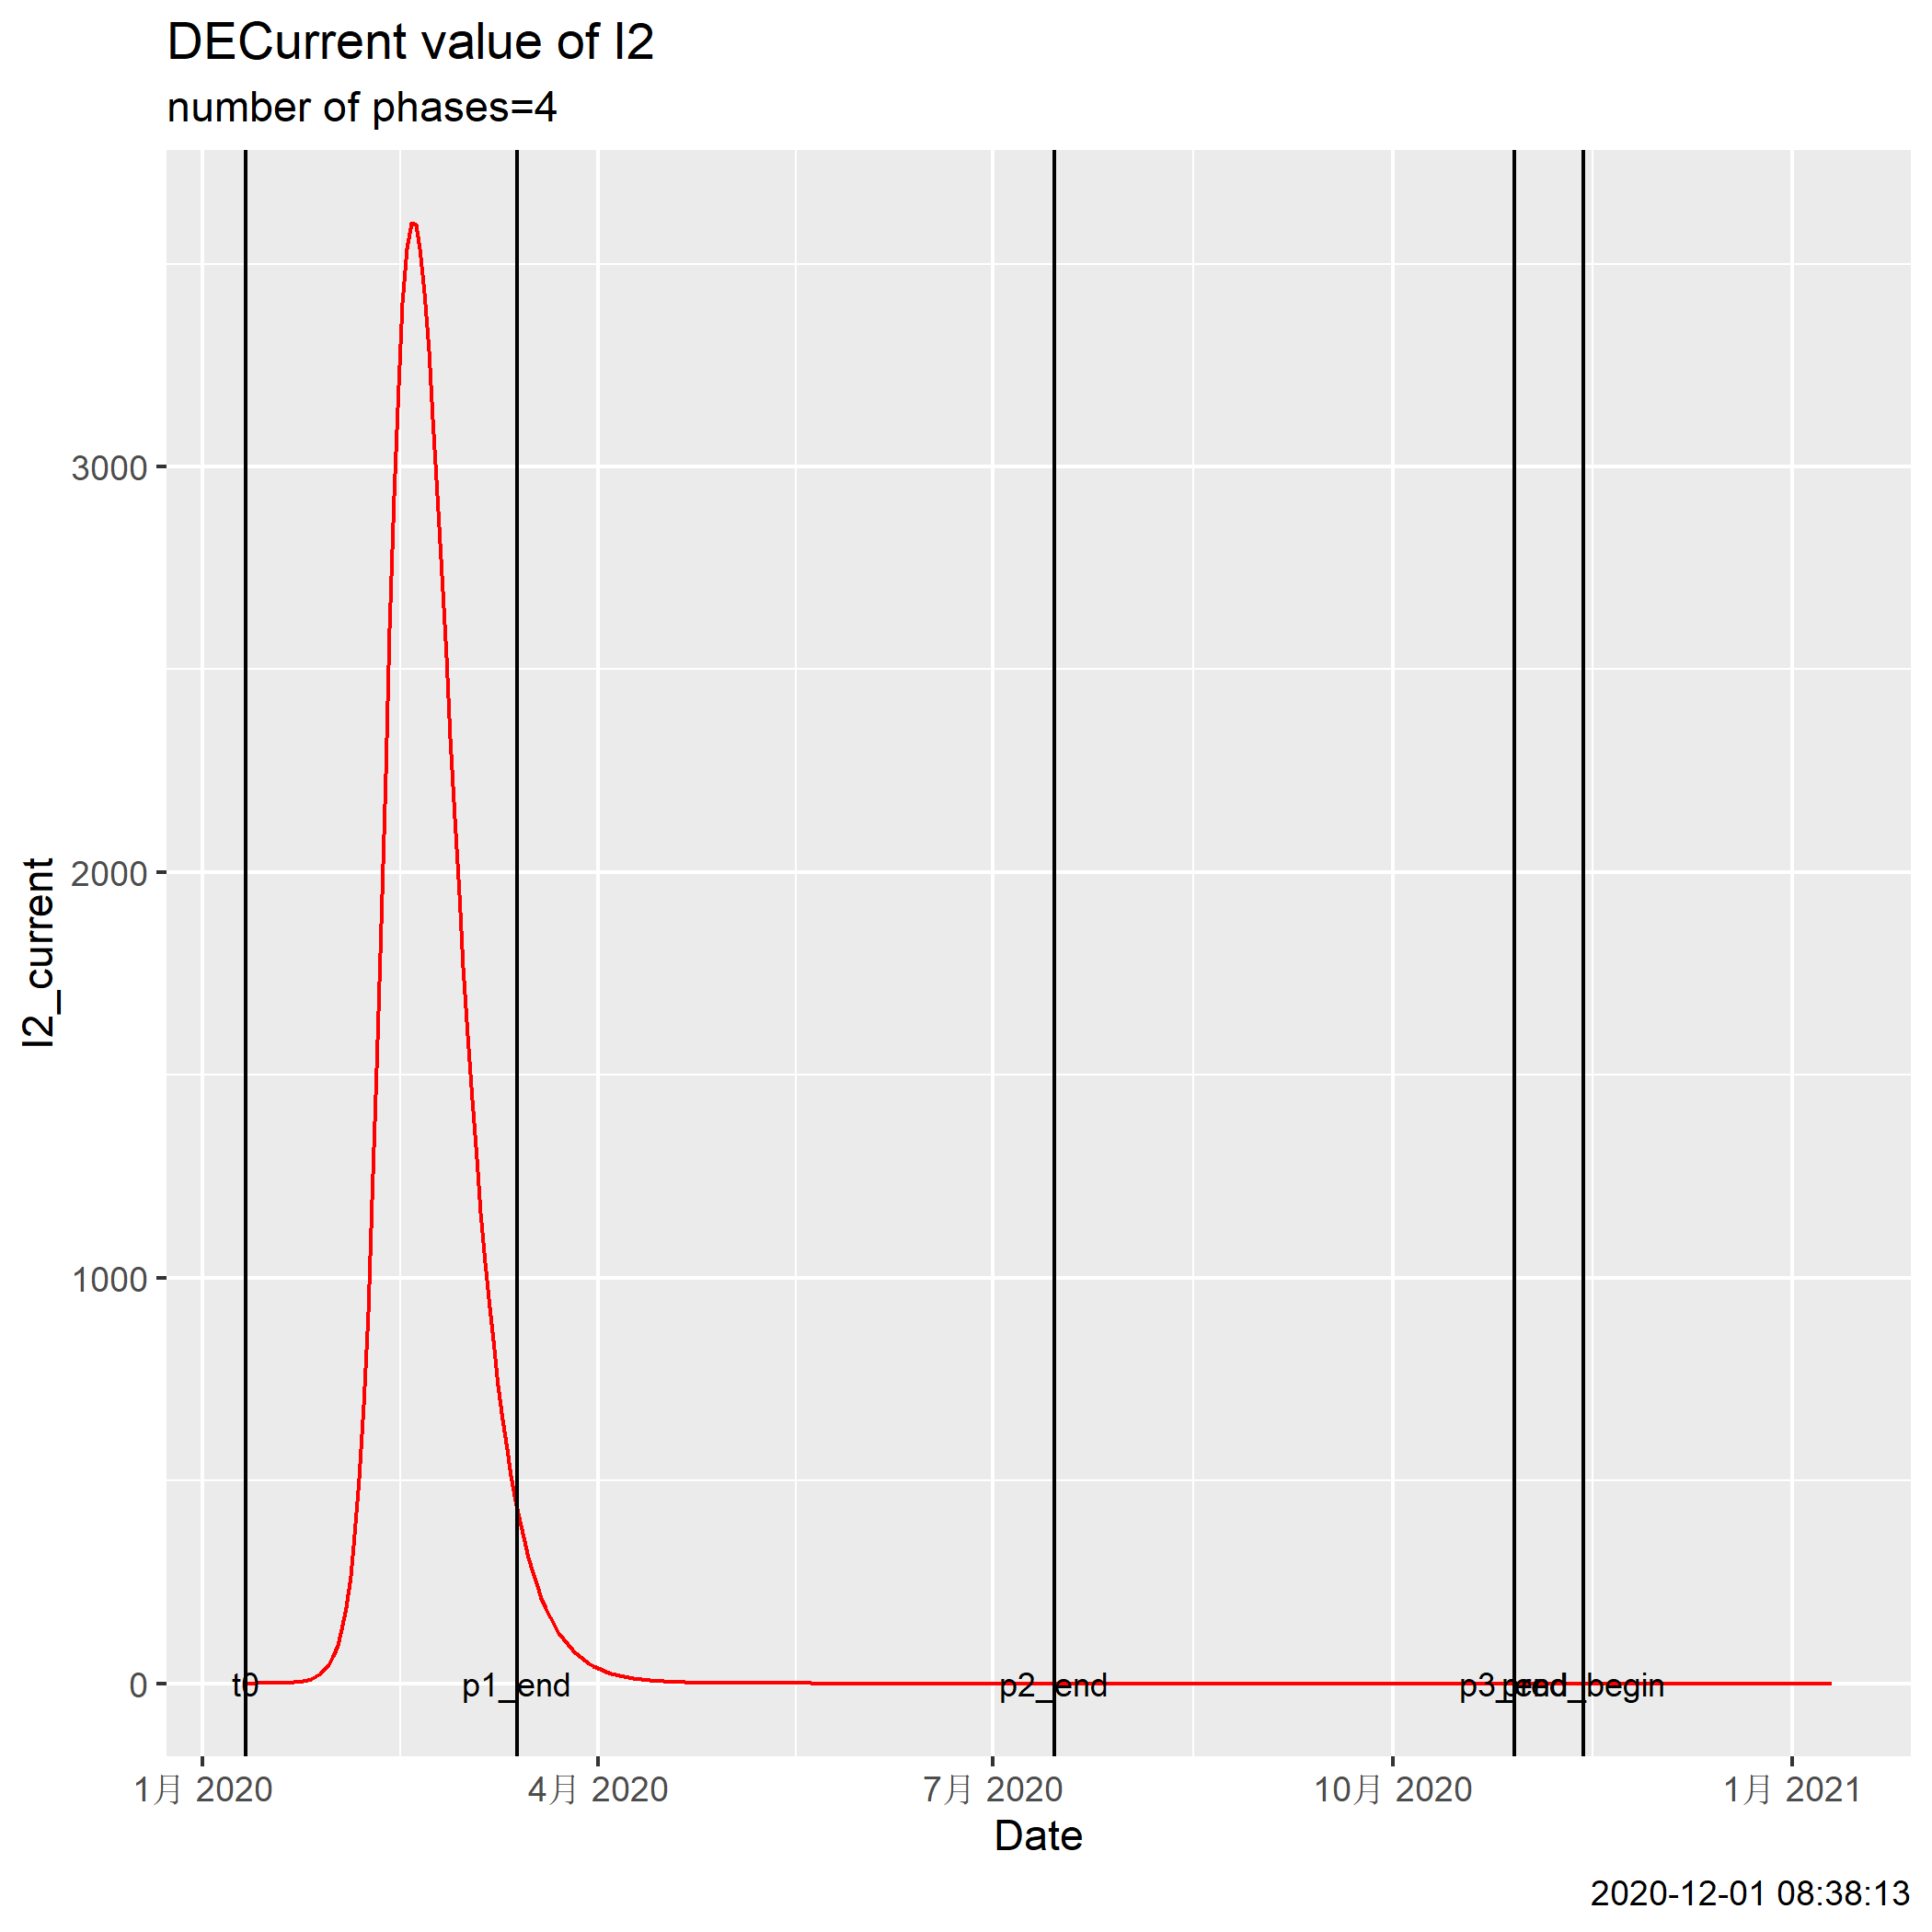 DECurrent value of I2
number of phases=4
I2_current
3000
2000
1000
0
t0
p1_end
p2_end
p3_end
pred_begin
1月 2020
4月 2020
7月 2020
10月 2020
1月 2021
Date
2020-12-01 08:38:13